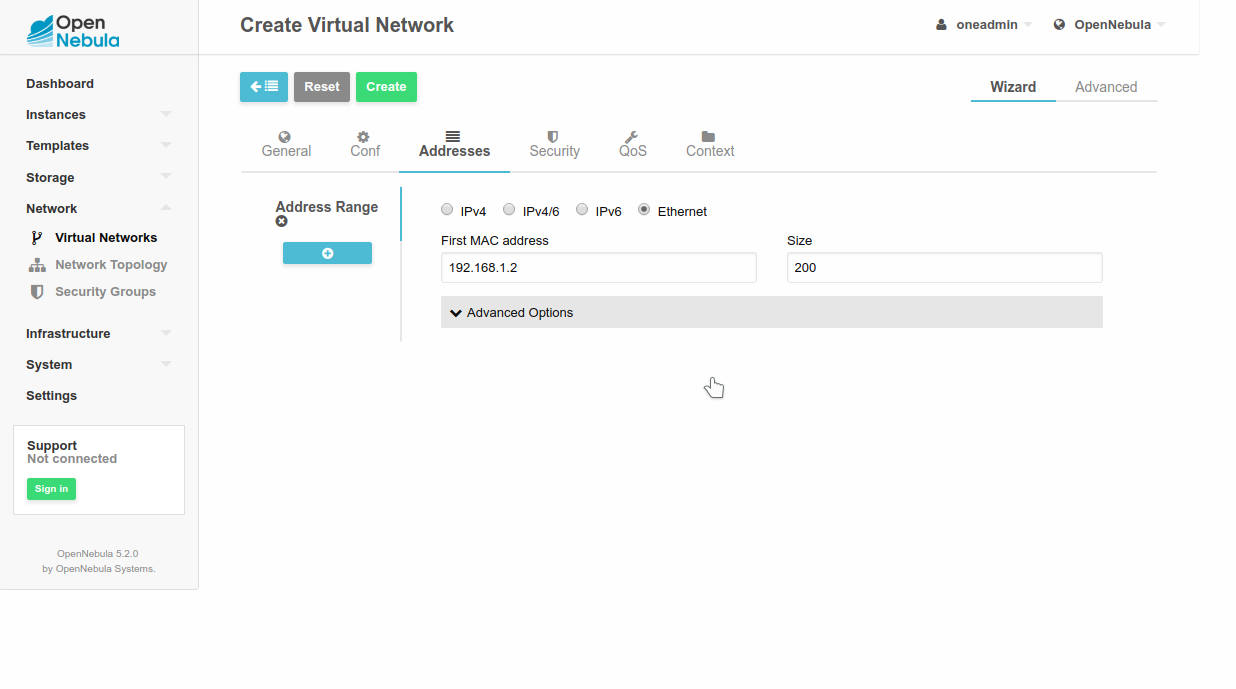 Open
Nebula
Create Virtual Network
oneadmin
OpenNebula
Dashboard
Instances
Templates
Storage
Network
Virtual Networks
Network Topology
Security Groups
Infrastructure
System
Settings
Support
Not connected
Sign in
OpenNebula 5.2.0
by OpenNebula Systems.
Reset
Create
Wizard
Advanced
General
Conf
Addresses
Security
QoS
Context
Address Range
IPv4
IPv4/6
IPv6
Ethernet
First MAC address
Size
192.168.1.2
200
Advanced Options